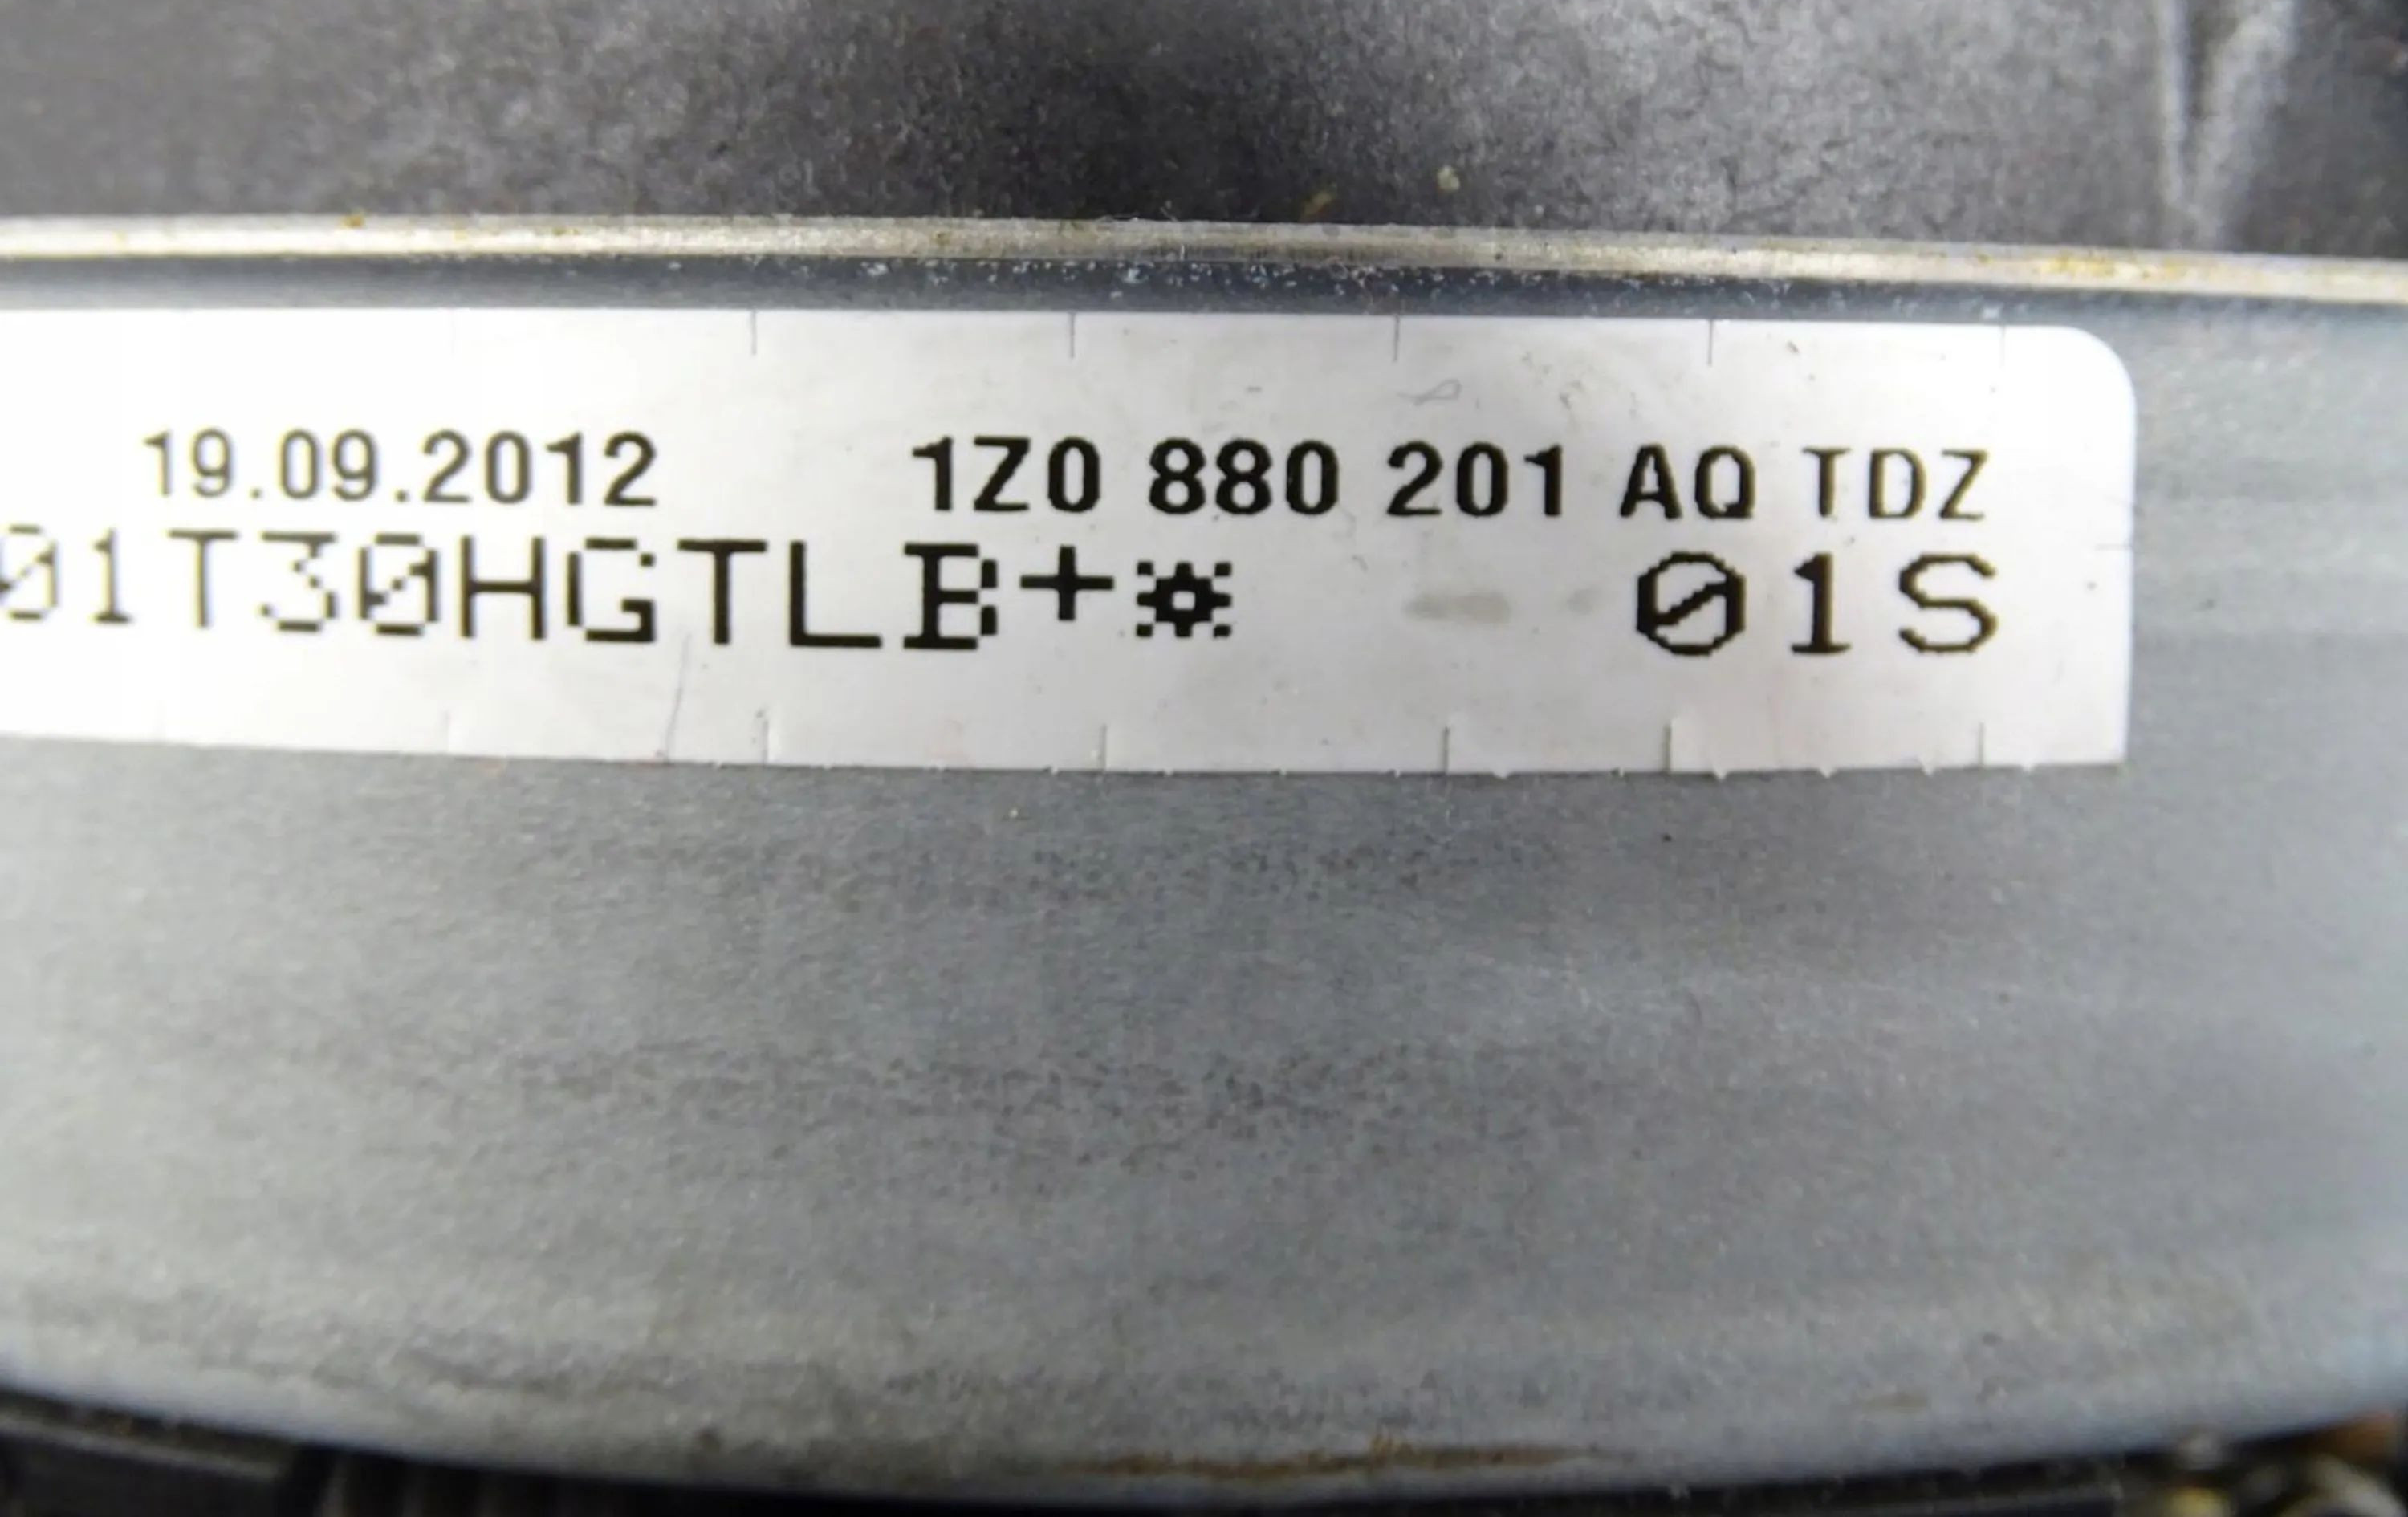 19.09.2012 1Z0 880 201 AQ TDZ
01T30HGTLB+* 01S